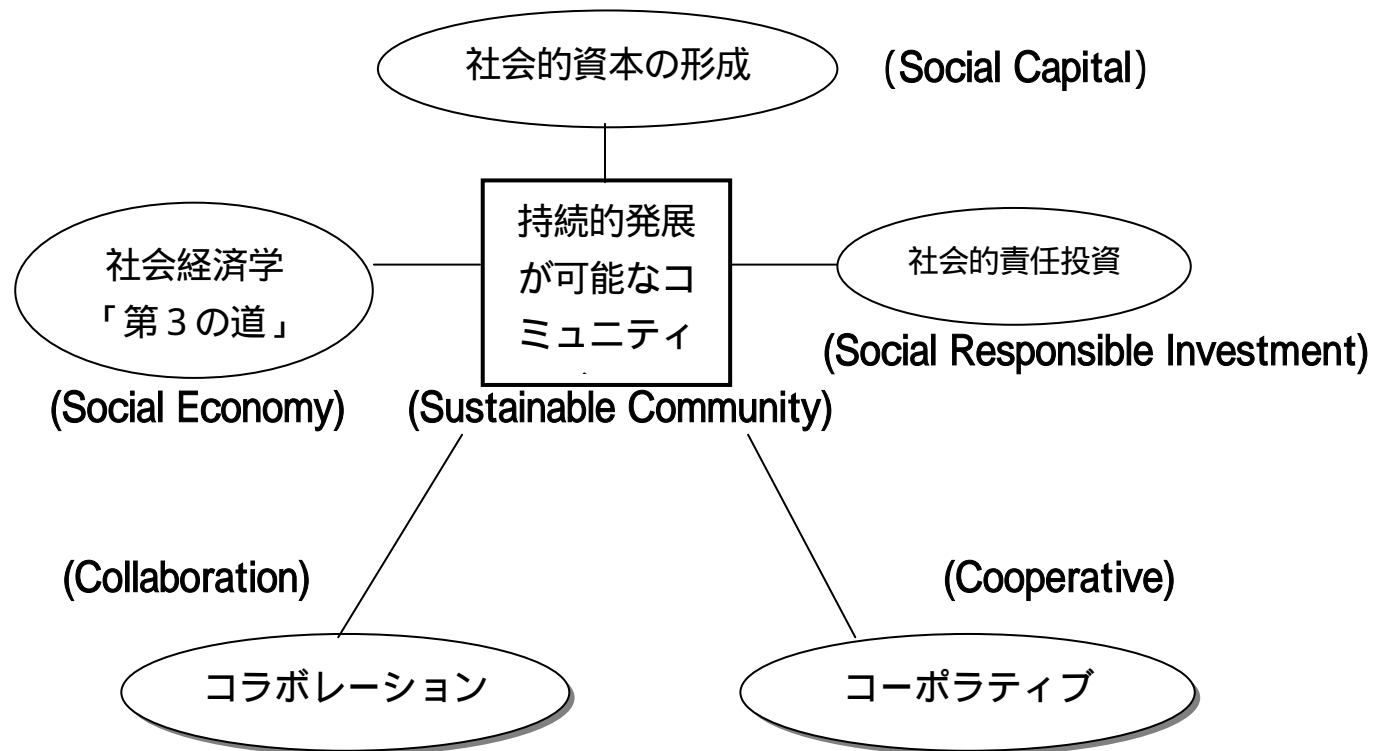 社会的資本の形成
(Social Capital)
持続的発展
が可能なコ
ミュニティ
社会経済学
「第3の道」
社会的責任投資
(Social Responsible Investment)
(Social Economy)
(Sustainable Community)
(Collaboration)
(Cooperative)
コラボレーション
コーポラティブ